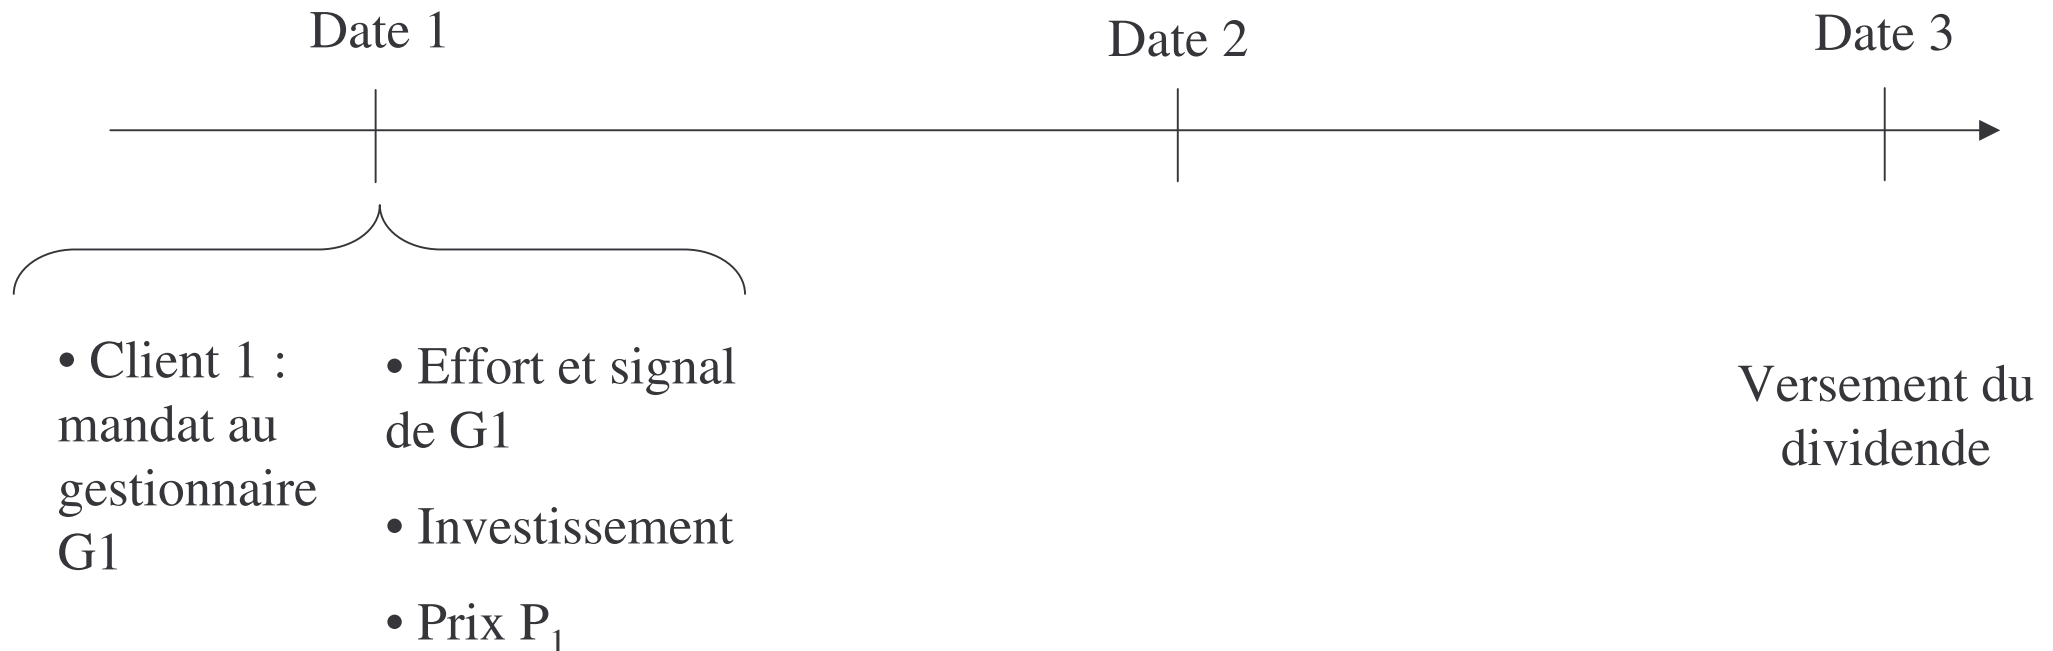 Date 1
Date 2
Date 3
• Client 1 :
mandat au
gestionnaire
G1
• Effort et signal
de G1
• Investissement
• Prix P1
Versement du
dividende